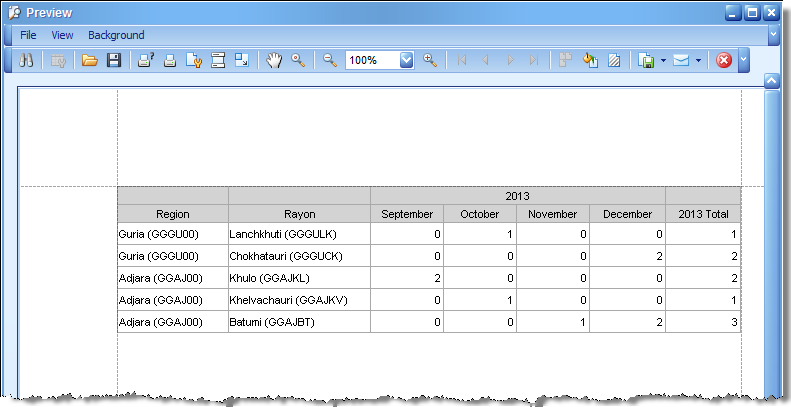 Preview
File View Background
100%
2013
Region Rayon September October November December 2013 Total
Guria (GGGU00) Lanchkhuti (GGGULK) 0 1 0 0 1
Guria (GGGU00) Chokhatauri (GGGUCK) 0 0 0 2 2
Adjara (GGAJ00) Khulo (GGAJKL) 2 0 0 0 2
Adjara (GGAJ00) Khelvachauri (GGAJKV) 0 1 0 0 1
Adjara (GGAJ00) Batumi (GGAJBT) 0 0 1 2 3